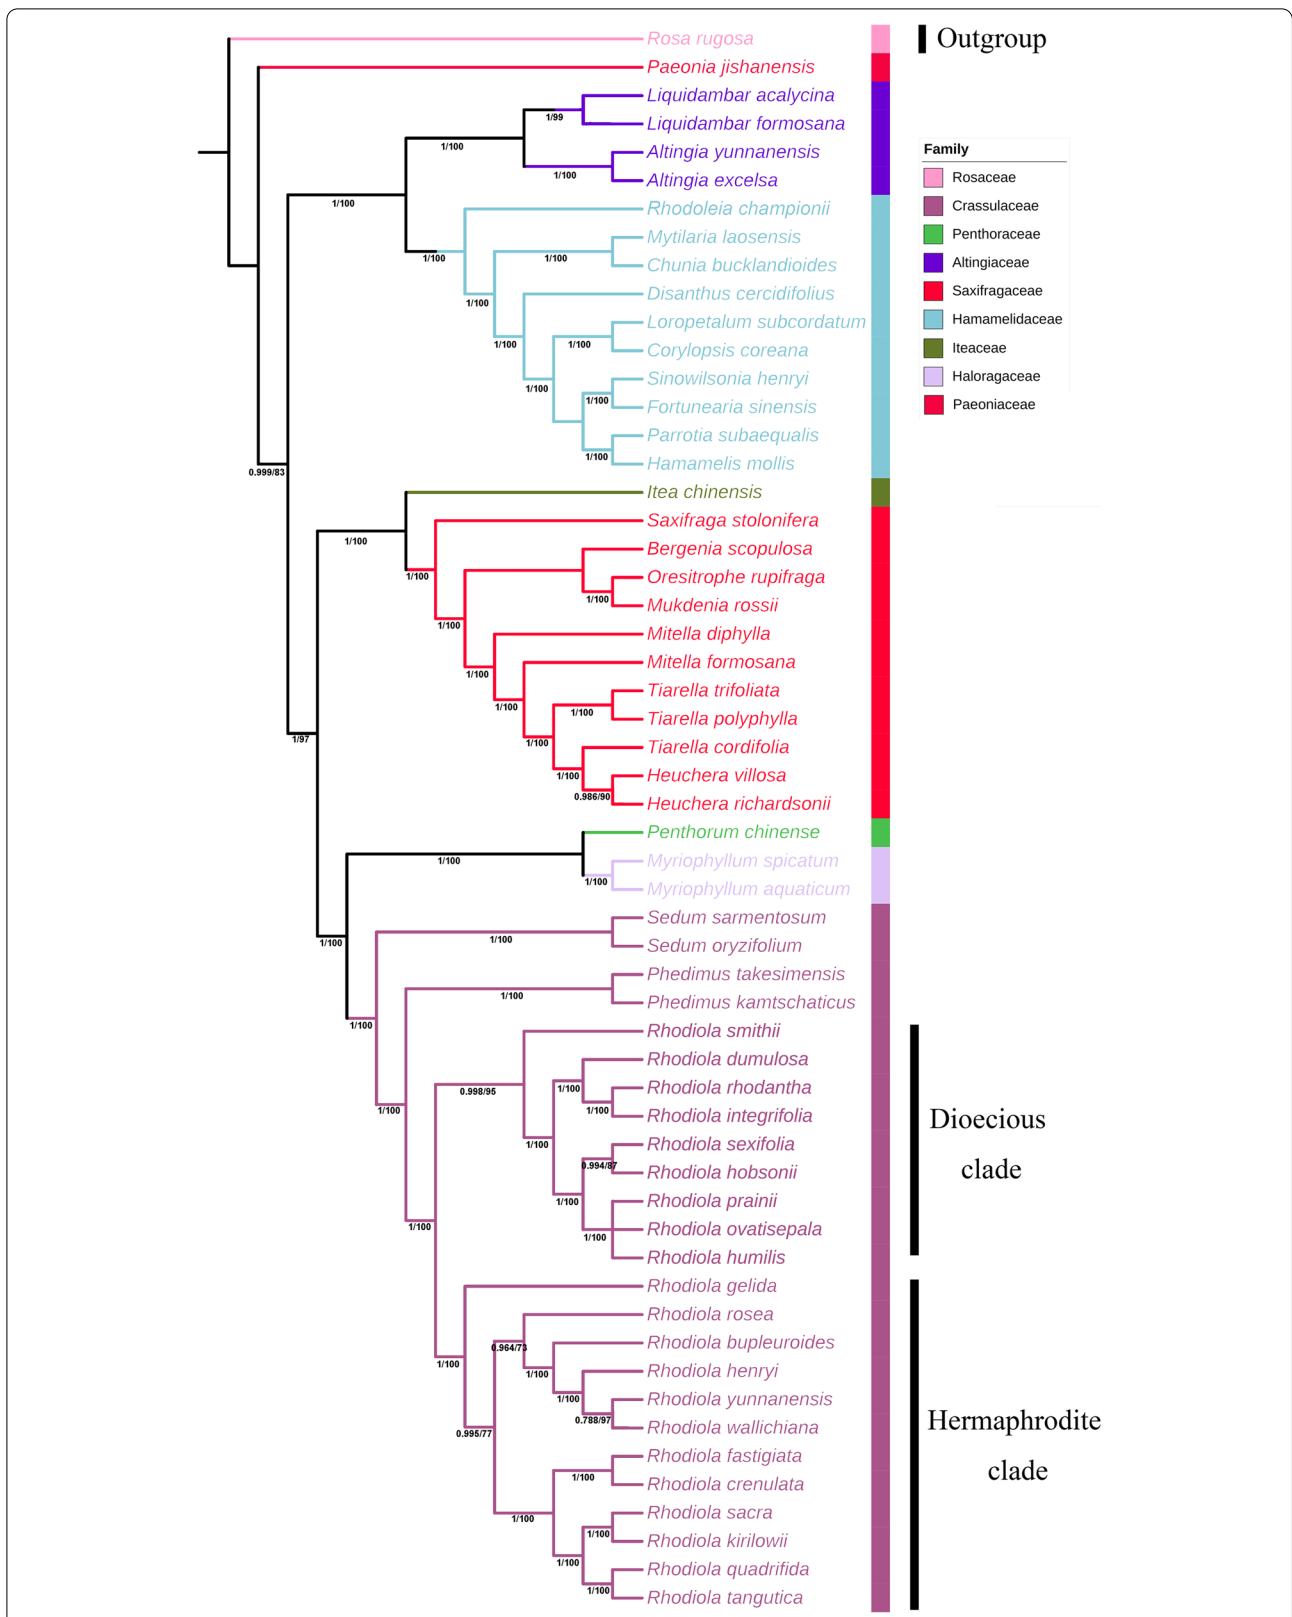 Rosa rugosa
Outgroup
Paeonia jishanensis
Liquidambar acalycina
1/99
Liquidambar formosana
1/100
Altingia yunnanensis
1/100
Altingia excelsa
1/100
Rhodoleia championii
Mytilaria laosensis
1/100
1/100
Chunia bucklandioides
Disanthus cercidifolius
1/100
Loropetalum subcordatum
1/100
1/100
Corylopsis coreana
Sinowilsonia henryi
1/100
1/100
Fortunearia sinensis
Parrotia subaequalis
1/100
Hamamelis mollis
0.999/83
Itea chinensis
Saxifraga stolonifera
1/100
Bergenia scopulosa
1/100
Oresitrophe rupifraga
1/100
Mukdenia rossii
1/100
Mitella diphylla
Mitella formosana
1/100
Tiarella trifoliata
1/100
1/100
Tiarella polyphylla
1/97
1/100
Tiarella cordifolia
1/100
Heuchera villosa
0.986/90
Heuchera richardsonii
Penthorum chinense
1/100
Myriophyllum spicatum
1/100
Myriophyllum aquaticum
Sedum sarmentosum
1/100
1/100
Sedum oryzifolium
Phedimus takesimensis
1/100
Phedimus kamtschaticus
1/100
Rhodiola smithii
Rhodiola dumulosa
0.998/95
1/100
Rhodiola rhodantha
1/100
1/100
Rhodiola integrifolia
1/100
Rhodiola sexifolia
0.994/87
Rhodiola hobsonii
1/100
Rhodiola prainii
1/100
Rhodiola ovatisepala
1/100
Rhodiola humilis
Rhodiola gelida
Rhodiola rosea
0.964/73
Rhodiola bupleuroides
1/100
1/100
Rhodiola henryi
1/100
Rhodiola yunnanensis
0.788/97
Rhodiola wallichiana
0.995/77
Rhodiola fastigiata
1/100
Rhodiola crenulata
Rhodiola sacra
1/100
1/100
Rhodiola kirilowii
1/100
Rhodiola quadrifida
1/100
Rhodiola tangutica
Family
Rosaceae
Crassulaceae
Penthoraceae
Altingiaceae
Saxifragaceae
Hamamelidaceae
Iteaceae
Haloragaceae
Paeoniaceae
Dioecious
clade
Hermaphrodite
clade